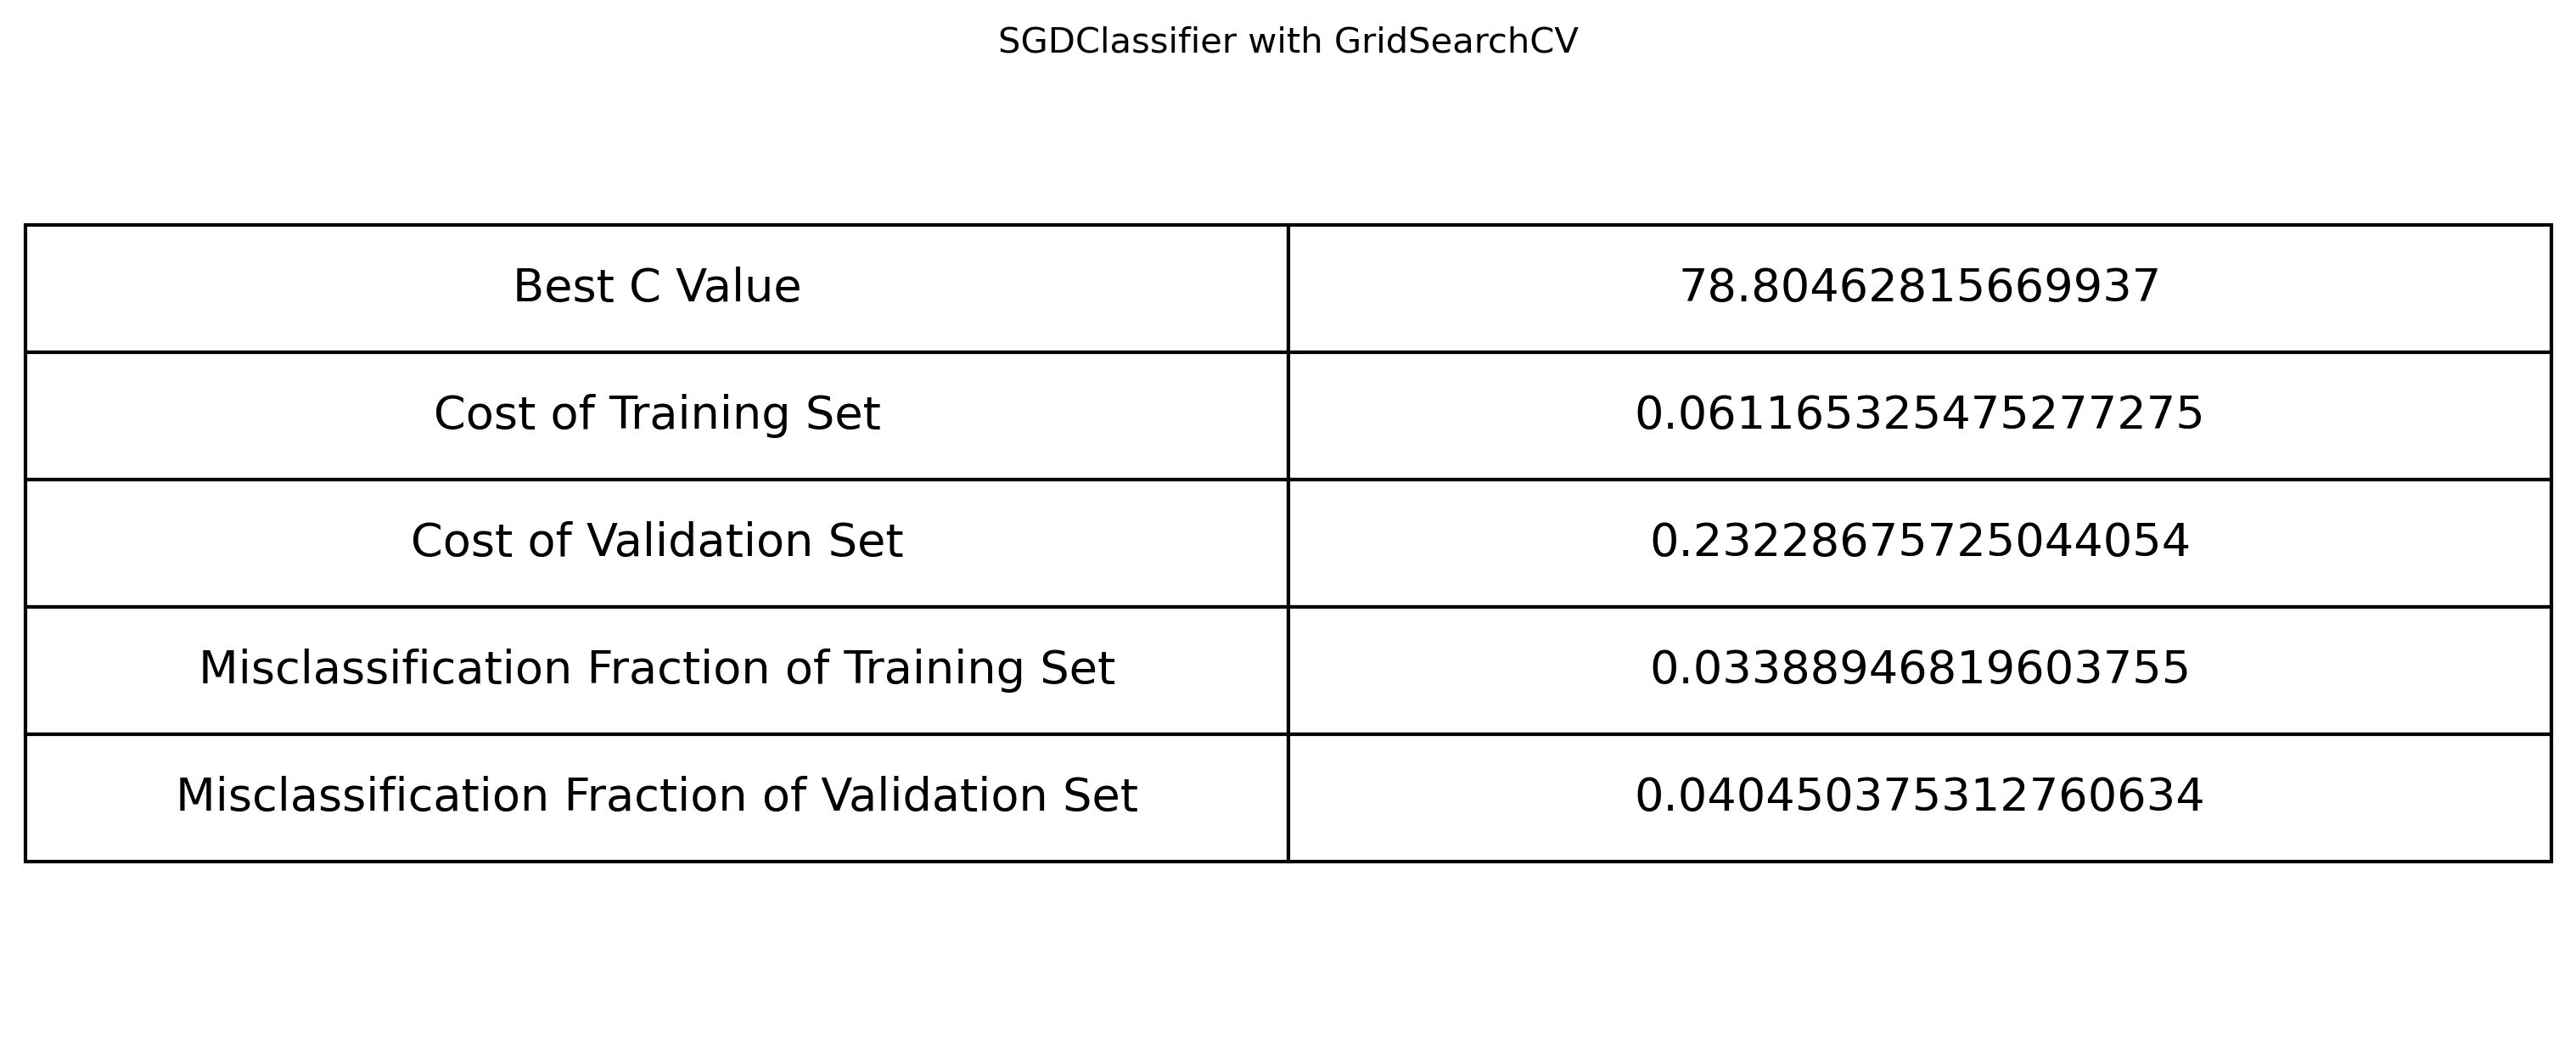 SGDClassifier with GridSearchCV
Best C Value 78.80462815669937
Cost of Training Set 0.061165325475277275
Cost of Validation Set 0.23228675725044054
Misclassification Fraction of Training Set 0.03388946819603755
Misclassification Fraction of Validation Set 0.040450375312760634